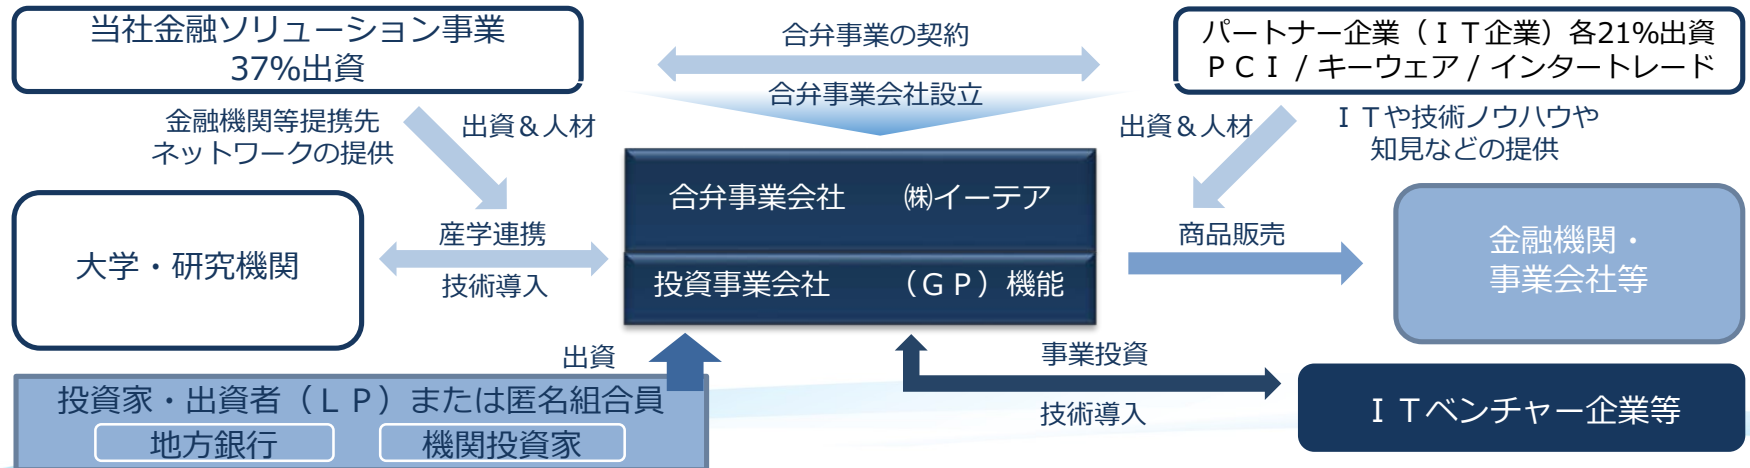 当社金融ソリューション事業
37%出資
合弁事業の契約
合弁事業会社設立
パートナー企業（ＩＴ企業）各21%出資
ＰＣＩ / キーウェア / インタートレード
金融機関等提携先
ネットワークの提供
出資＆人材
出資＆人材
ＩＴや技術ノウハウや
知見などの提供
合弁事業会社　㈱イーテア
投資事業会社　（ＧＰ）機能
大学・研究機関
産学連携
技術導入
商品販売
金融機関・
事業会社等
出資
投資家・出資者（ＬＰ）または匿名組合員
地方銀行
機関投資家
事業投資
技術導入
ＩＴベンチャー企業等